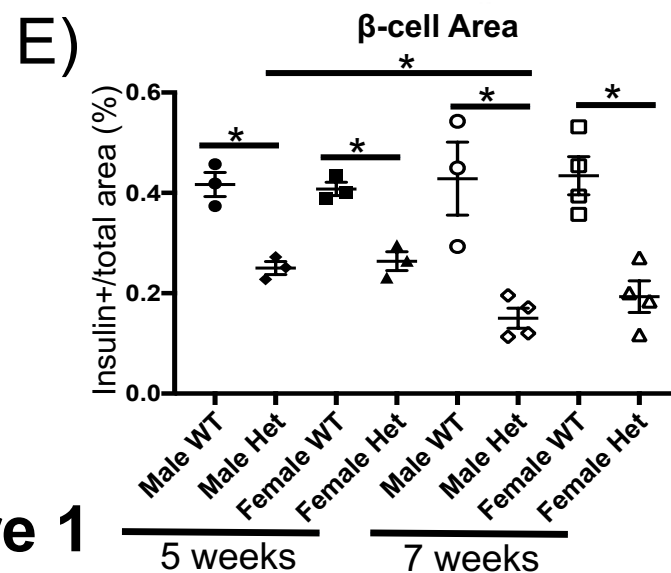 E)
β-cell Area
*
* * * *
Insulin+/total area (%)
0.6
0.4
0.2
0.0
Male WT
Male Het
Female WT
Female Het
Male WT
Male Het
Female WT
Female Het
5 weeks
7 weeks
1